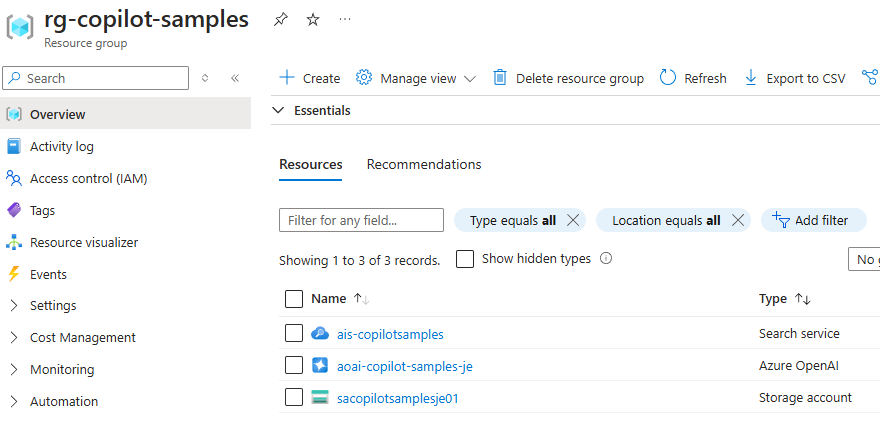 rg-copilot-samples
Resource group
Search
Create Manage view Delete resource group Refresh Export to CSV
Essentials
Overview
Activity log
Access control (IAM)
Tags
Resource visualizer
Events
Settings
Cost Management
Monitoring
Automation
Resources Recommendations
Filter for any field... Type equals all Location equals all Add filter
Showing 1 to 3 of 3 records. Show hidden types No
Name Type
ais-copilotsamples Search service
aoai-copilot-samples-je Azure OpenAI
sacopilotsamplesje01 Storage account